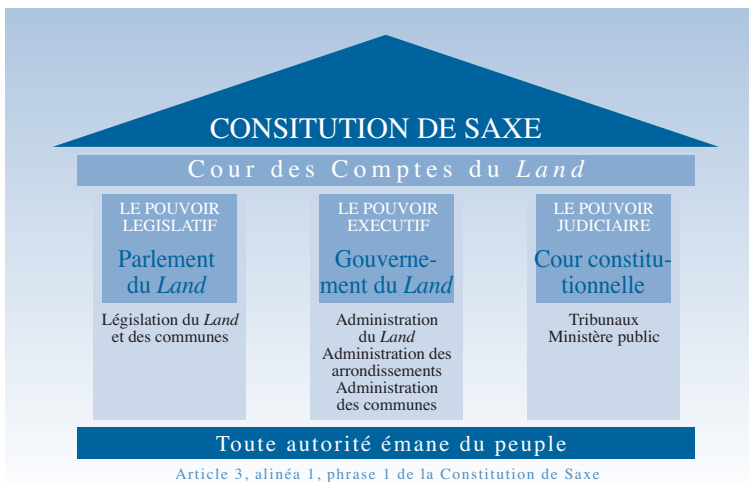 CONSITUTION DE SAXE
Cour des Comptes du Land
LE POUVOIR
LEGISLATIF
Parlement
du Land
Législation du Land
et des communes
LE POUVOIR
EXECUTIF
Gouverne-
ment du Land
Administration
du Land
Administration des
arrondissements
Administration
des communes
LE POUVOIR
JUDICIAIRE
Cour constitu-
tionnelle
Tribunaux
Ministère public
Toute autorité émane du peuple
Article 3, alinéa 1, phrase 1 de la Constitution de Saxe